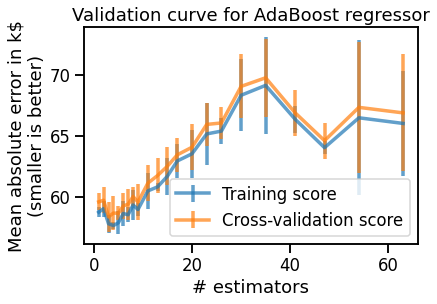 Validation curve for AdaBoost regressor
Mean absolute error in k$
(smaller is better)
70
65
60
Training score
Cross-validation score
0
20
40
60
# estimators